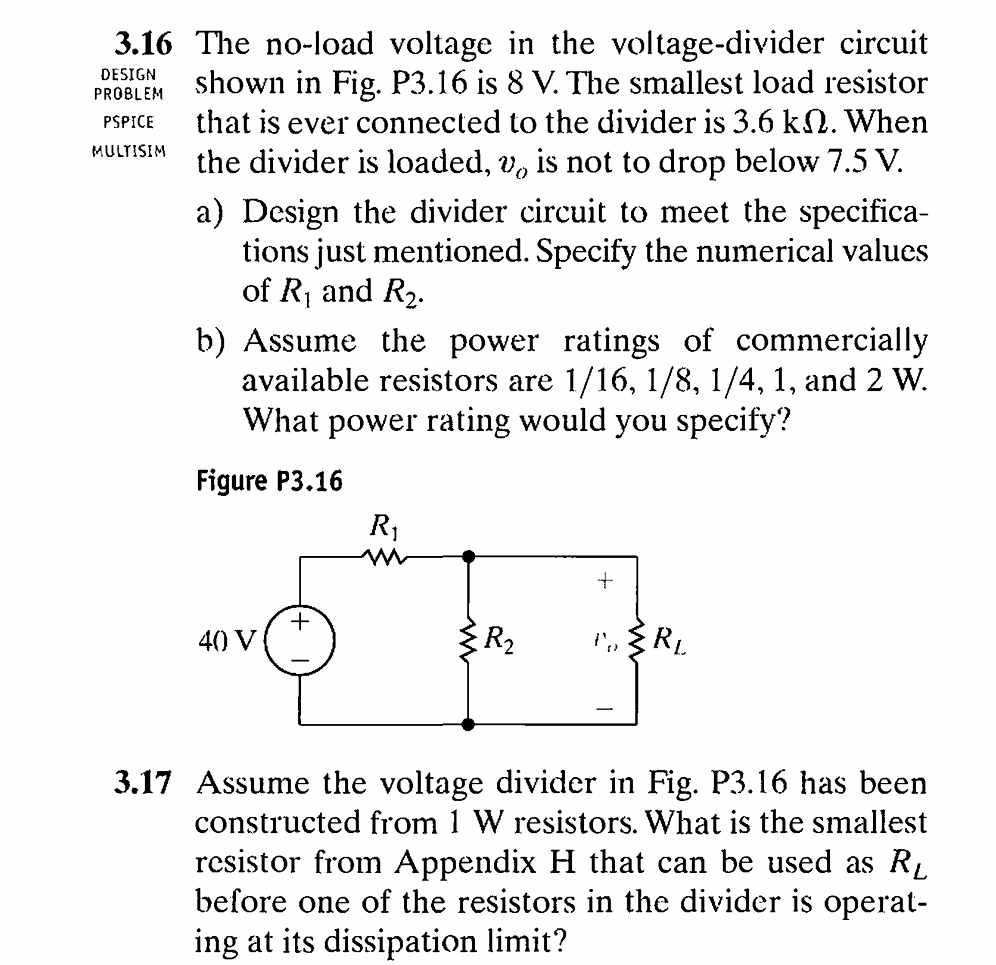 3.16 The no-load voltage in the voltage-divider circuit
DESIGN PROBLEM shown in Fig. P3.16 is 8 V. The smallest load resistor
PSPICE that is ever connected to the divider is 3.6 kΩ. When
MULTISIM the divider is loaded, vₒ is not to drop below 7.5 V.
a) Design the divider circuit to meet the specifica-
tions just mentioned. Specify the numerical values
of R₁ and R₂.
b) Assume the power ratings of commercially
available resistors are 1/16, 1/8, 1/4, 1, and 2 W.
What power rating would you specify?
Figure P3.16
R₁
+
40 V + R₂ vₒ R_L
−
−
3.17 Assume the voltage divider in Fig. P3.16 has been
constructed from 1 W resistors. What is the smallest
resistor from Appendix H that can be used as R_L
before one of the resistors in the divider is operat-
ing at its dissipation limit?